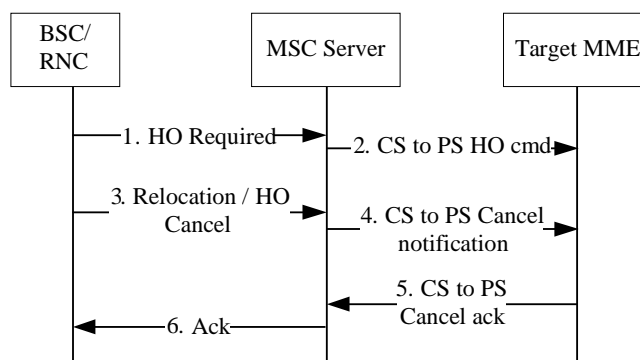 BSC/
RNC
MSC Server
Target MME
1. HO Required
2. CS to PS HO cmd
3. Relocation / HO
Cancel
4. CS to PS Cancel
notification
5. CS to PS
Cancel ack
6. Ack